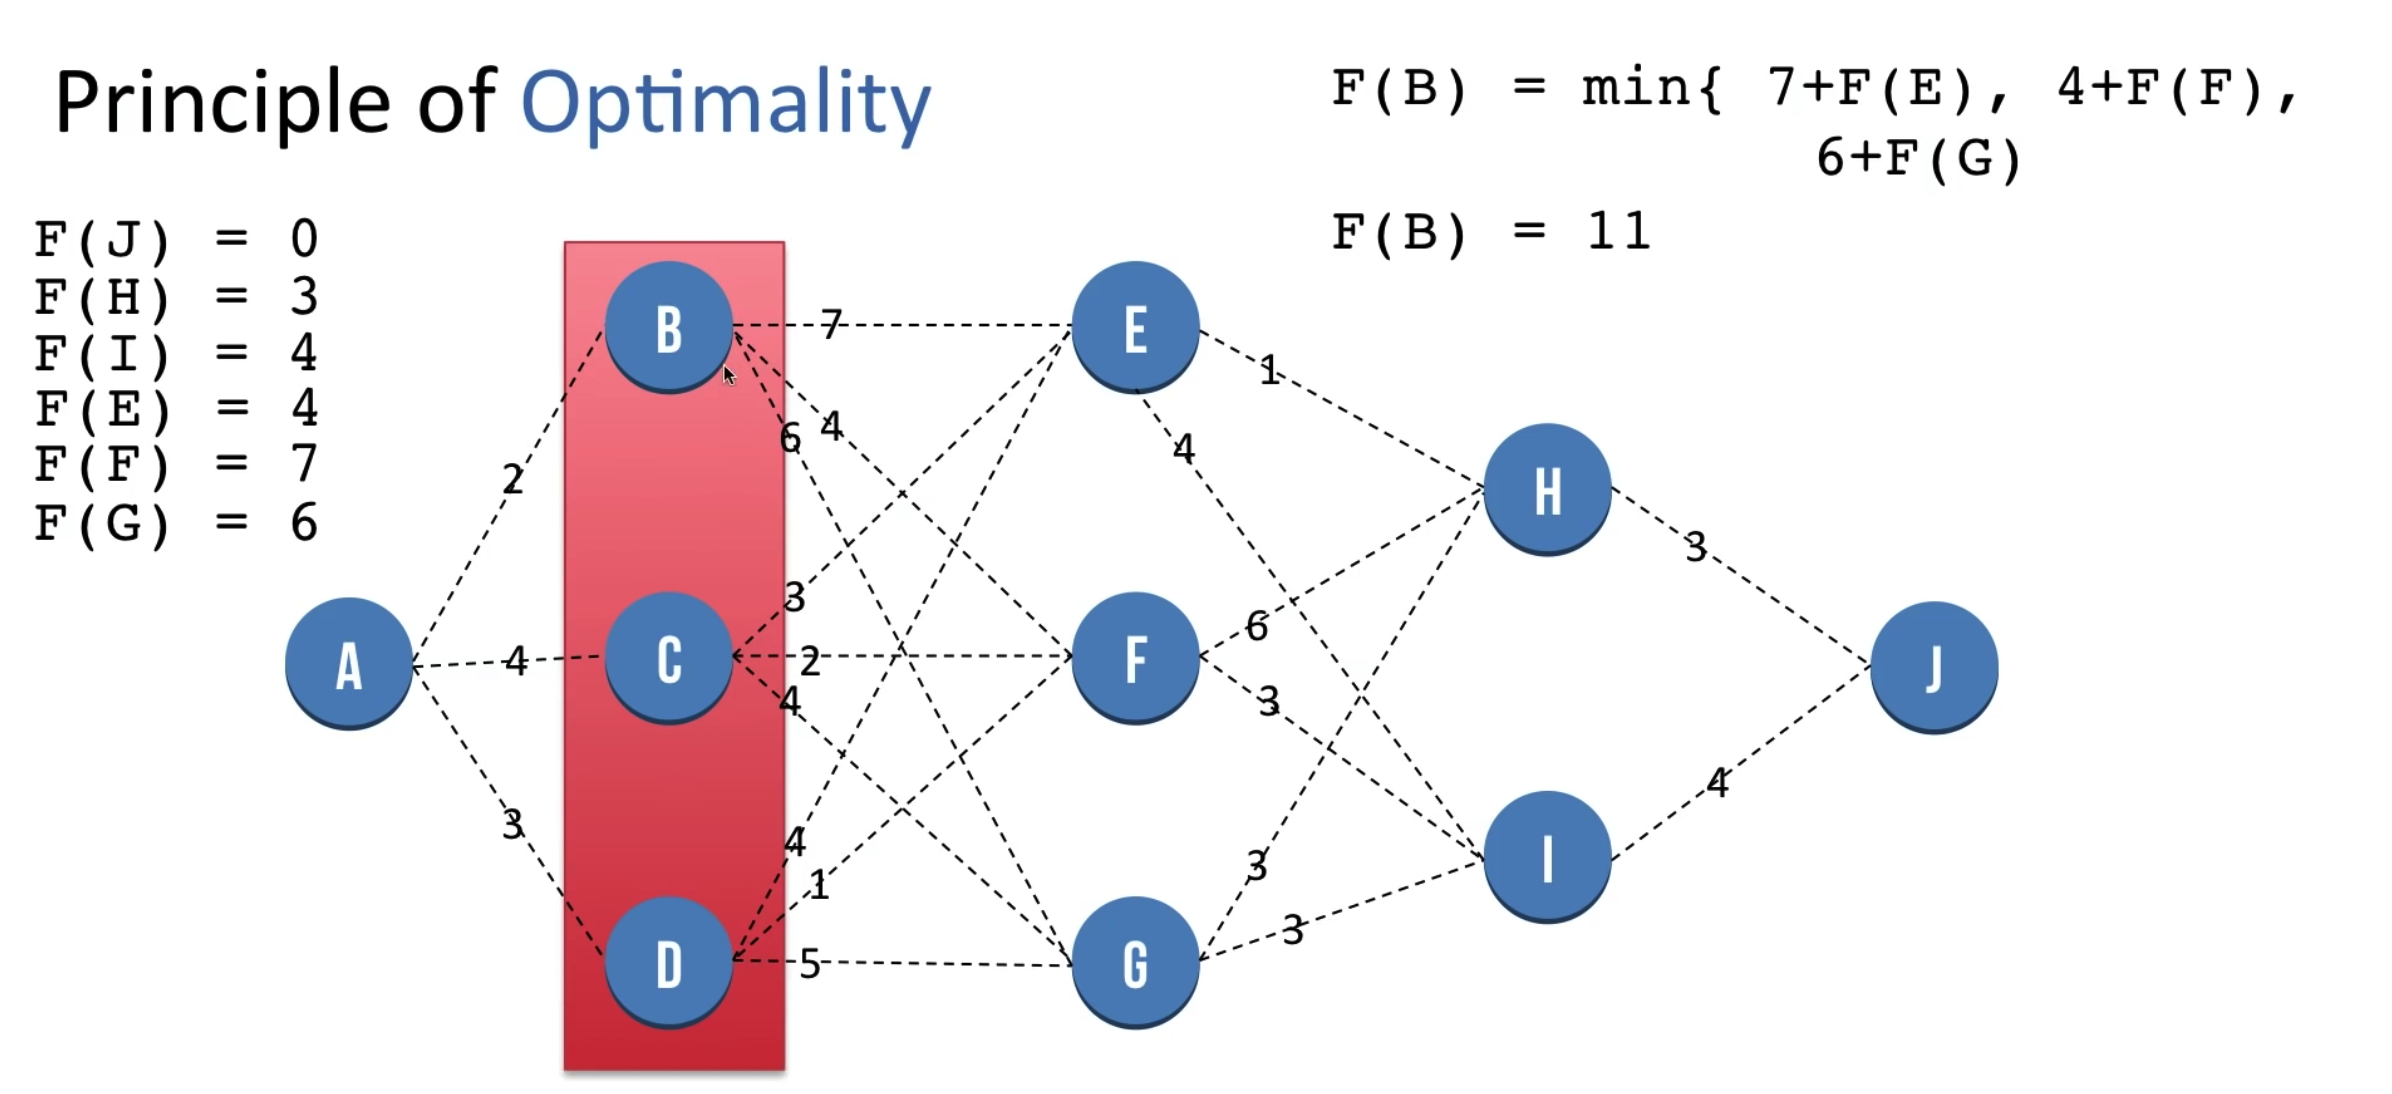 Principle of Optimality
F(B) = min{ 7+F(E), 4+F(F),
6+F(G)
F(B) = 11
F(J) = 0
F(H) = 3
F(I) = 4
F(E) = 4
F(F) = 7
F(G) = 6
B
7
E
1
6
4
4
2
H
3
3
A
4
C
2
F
6
J
4
3
4
3
4
1
3
I
D
5
G
3